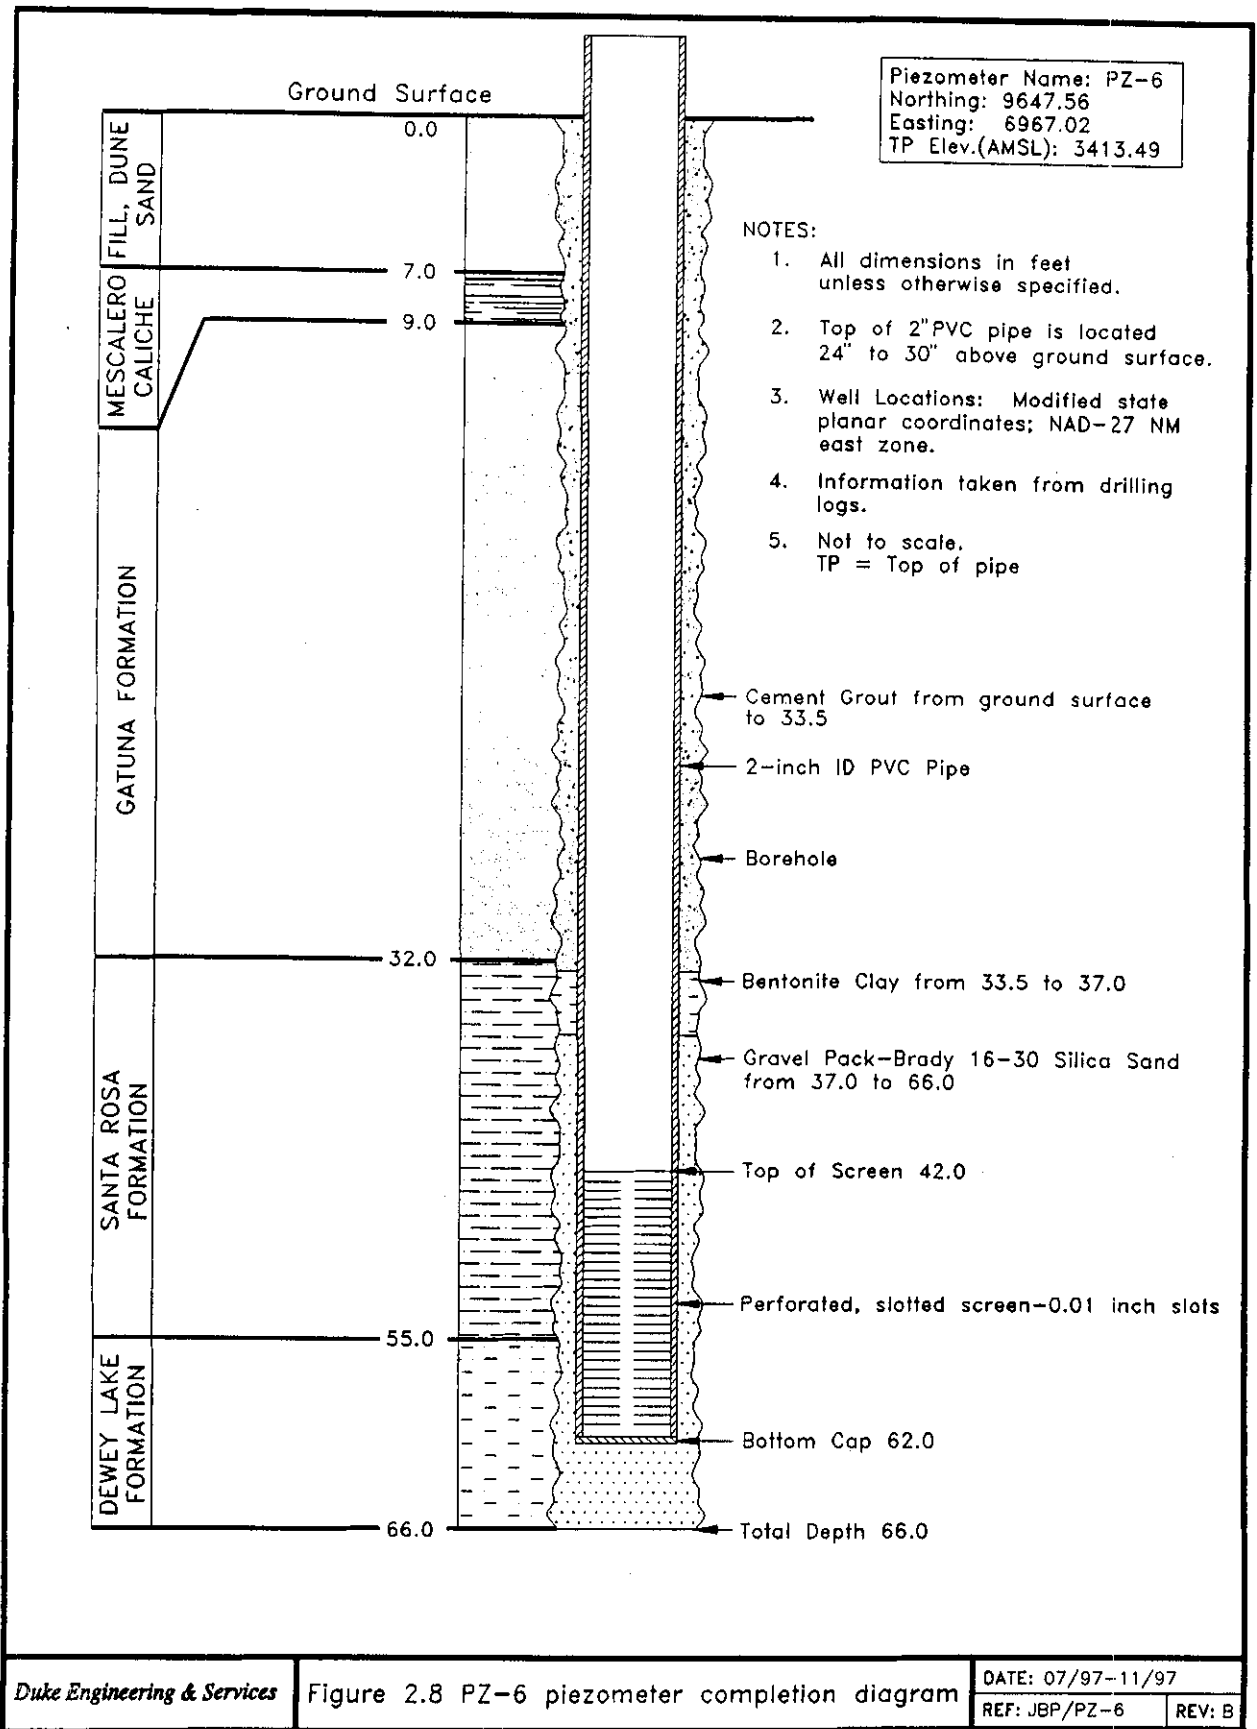 Piezometer Name: PZ-6
Northing: 9647.56
Easting: 6967.02
TP Elev.(AMSL): 3413.49
Ground Surface
0.0
FILL, DUNE
SAND
7.0
MESCALERO
CALICHE
9.0
GATUNA FORMATION
32.0
SANTA ROSA
FORMATION
55.0
DEWEY LAKE
FORMATION
66.0
NOTES:
1. All dimensions in feet
unless otherwise specified.
2. Top of 2"PVC pipe is located
24" to 30" above ground surface.
3. Well Locations: Modified state
planar coordinates; NAD-27 NM
east zone.
4. Information taken from drilling
logs.
5. Not to scale.
TP = Top of pipe
Cement Grout from ground surface
to 33.5
2-inch ID PVC Pipe
Borehole
Bentonite Clay from 33.5 to 37.0
Gravel Pack-Brady 16-30 Silica Sand
from 37.0 to 66.0
Top of Screen 42.0
Perforated, slotted screen-0.01 inch slots
Bottom Cap 62.0
Total Depth 66.0
Duke Engineering & Services
Figure 2.8 PZ-6 piezometer completion diagram
DATE: 07/97-11/97
REF: JBP/PZ-6
REV: B